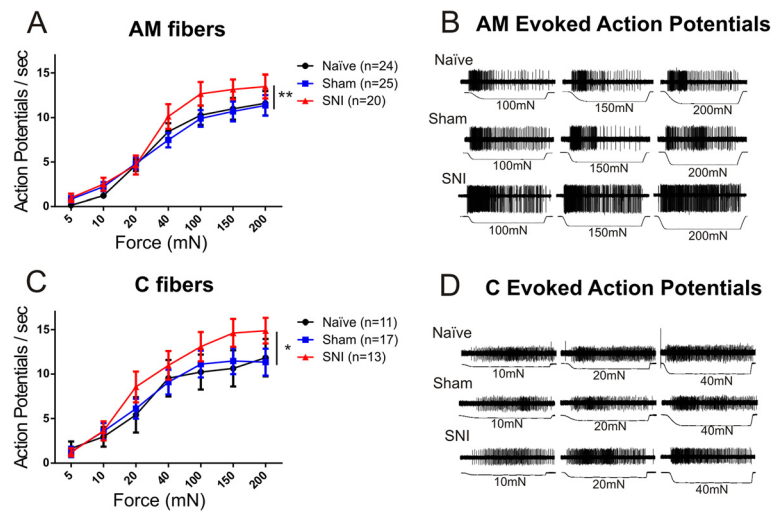 A
AM fibers
Action Potentials / sec
15
10
5
0
5
10
20
40
100
150
200
Force (mN)
Naïve (n=24)
Sham (n=25)
SNI (n=20)
**
B
AM Evoked Action Potentials
Naïve
100mN
150mN
200mN
Sham
100mN
150mN
200mN
SNI
100mN
150mN
200mN
C
C fibers
Action Potentials / sec
15
10
5
0
5
10
20
40
100
150
200
Force (mN)
Naïve (n=11)
Sham (n=17)
SNI (n=13)
*
D
C Evoked Action Potentials
Naïve
10mN
20mN
40mN
Sham
10mN
20mN
40mN
SNI
10mN
20mN
40mN